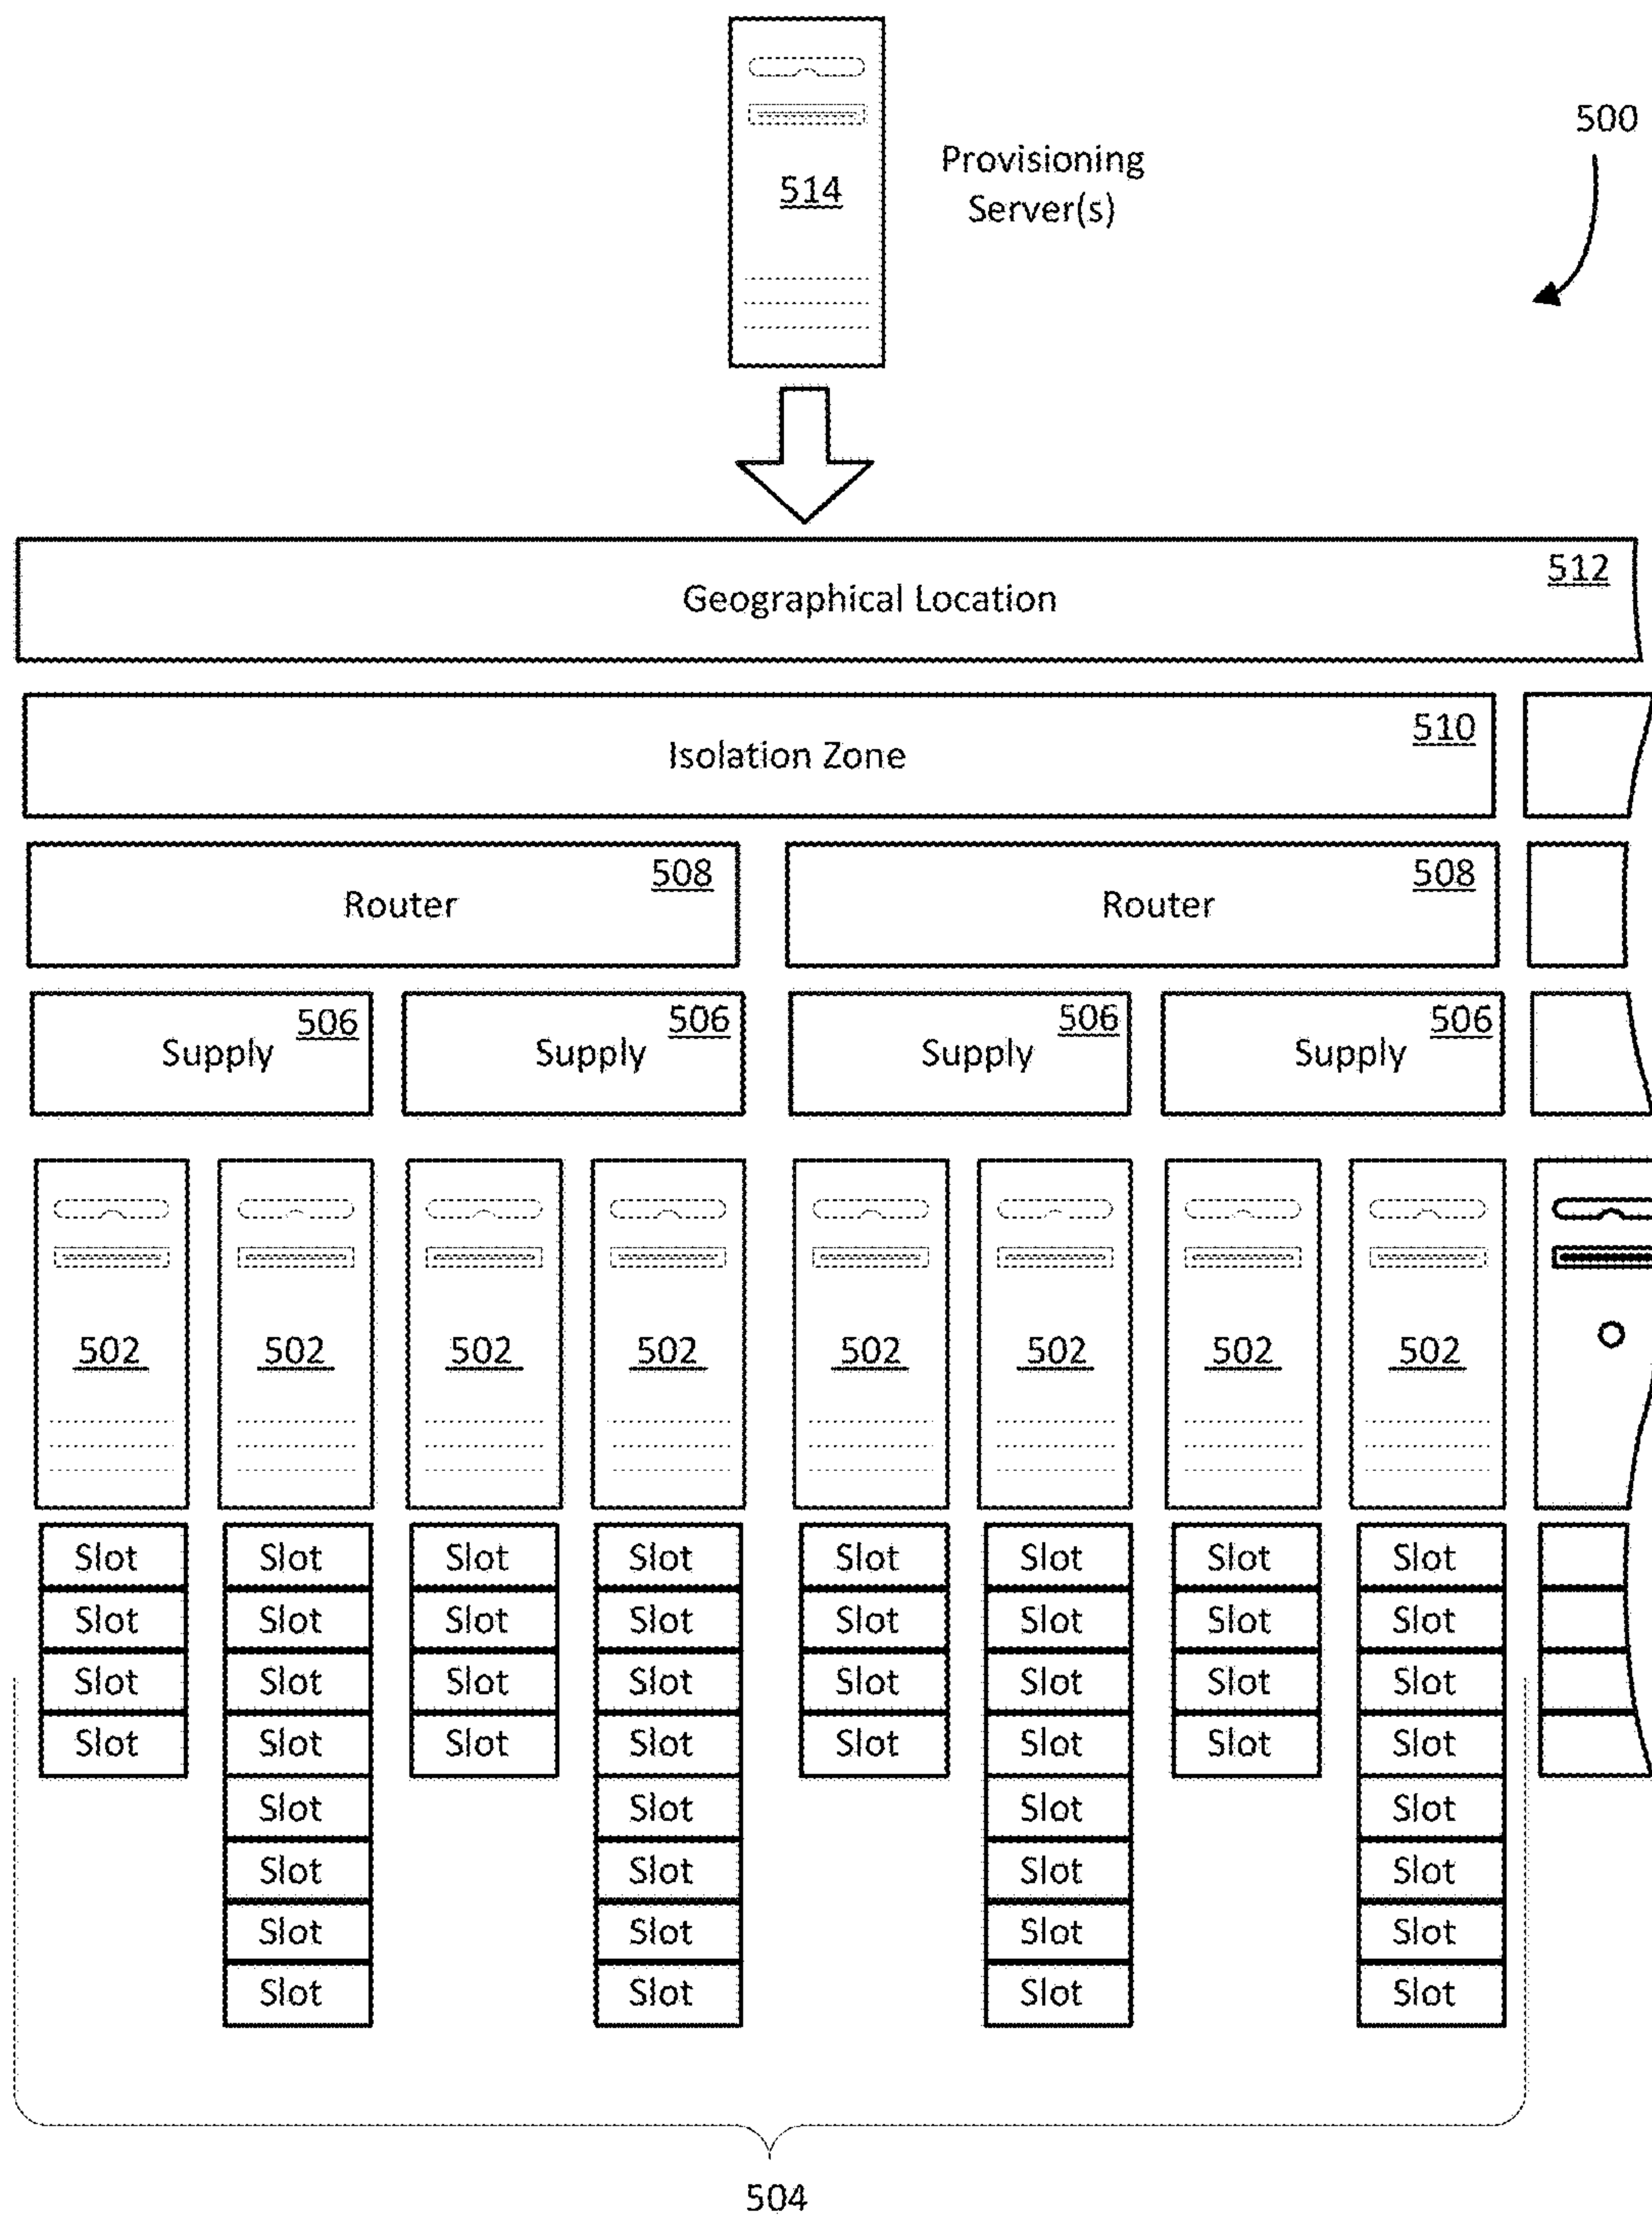 500
514
Provisioning
Server(s)
512
Geographical Location
510
Isolation Zone
508 508
Router Router
506 506 506 506
Supply Supply Supply Supply
502 502 502 502 502 502 502 502
Slot Slot Slot Slot Slot Slot Slot Slot
Slot Slot Slot Slot Slot Slot Slot Slot
Slot Slot Slot Slot Slot Slot Slot Slot
Slot Slot Slot Slot Slot Slot Slot Slot
Slot Slot Slot Slot
Slot Slot Slot Slot
Slot Slot Slot Slot
Slot Slot Slot Slot
504